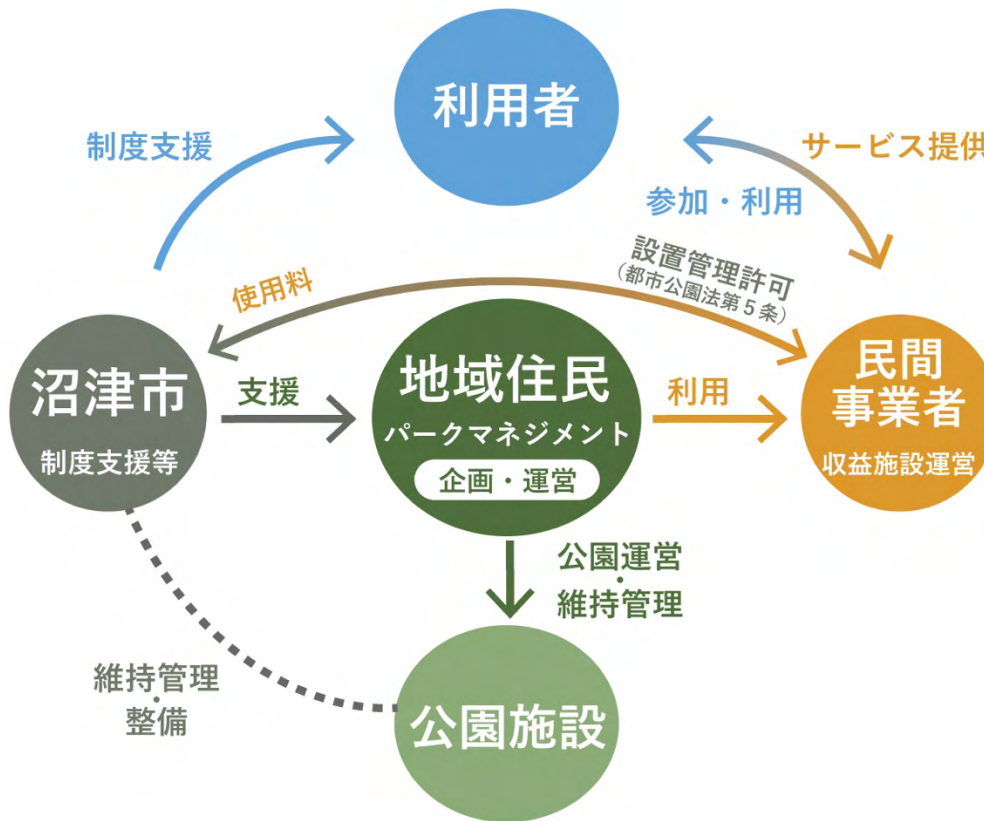 利用者
制度支援
サービス提供
参加・利用
設置管理許可
（都市公園法第5条）
使用料
沼津市
制度支援等
支援
地域住民
パークマネジメント
企画・運営
利用
民間
事業者
収益施設運営
公園運営
・
維持管理
維持管理
・
整備
公園施設